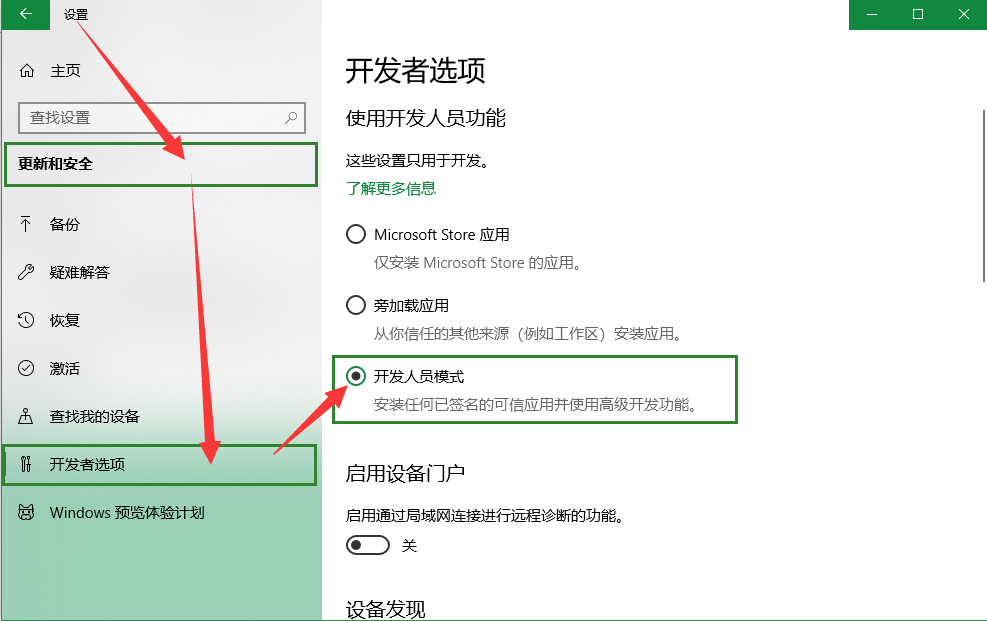 设置
主页
查找设置
更新和安全
备份
疑难解答
恢复
激活
查找我的设备
开发者选项
Windows 预览体验计划
开发者选项
使用开发人员功能
这些设置只用于开发。
了解更多信息
Microsoft Store 应用
仅安装 Microsoft Store 的应用。
旁加载应用
从你信任的其他来源（例如工作区）安装应用。
开发人员模式
安装任何已签名的可信应用并使用高级开发功能。
启用设备门户
启用通过局域网连接进行远程诊断的功能。
关
设备发现